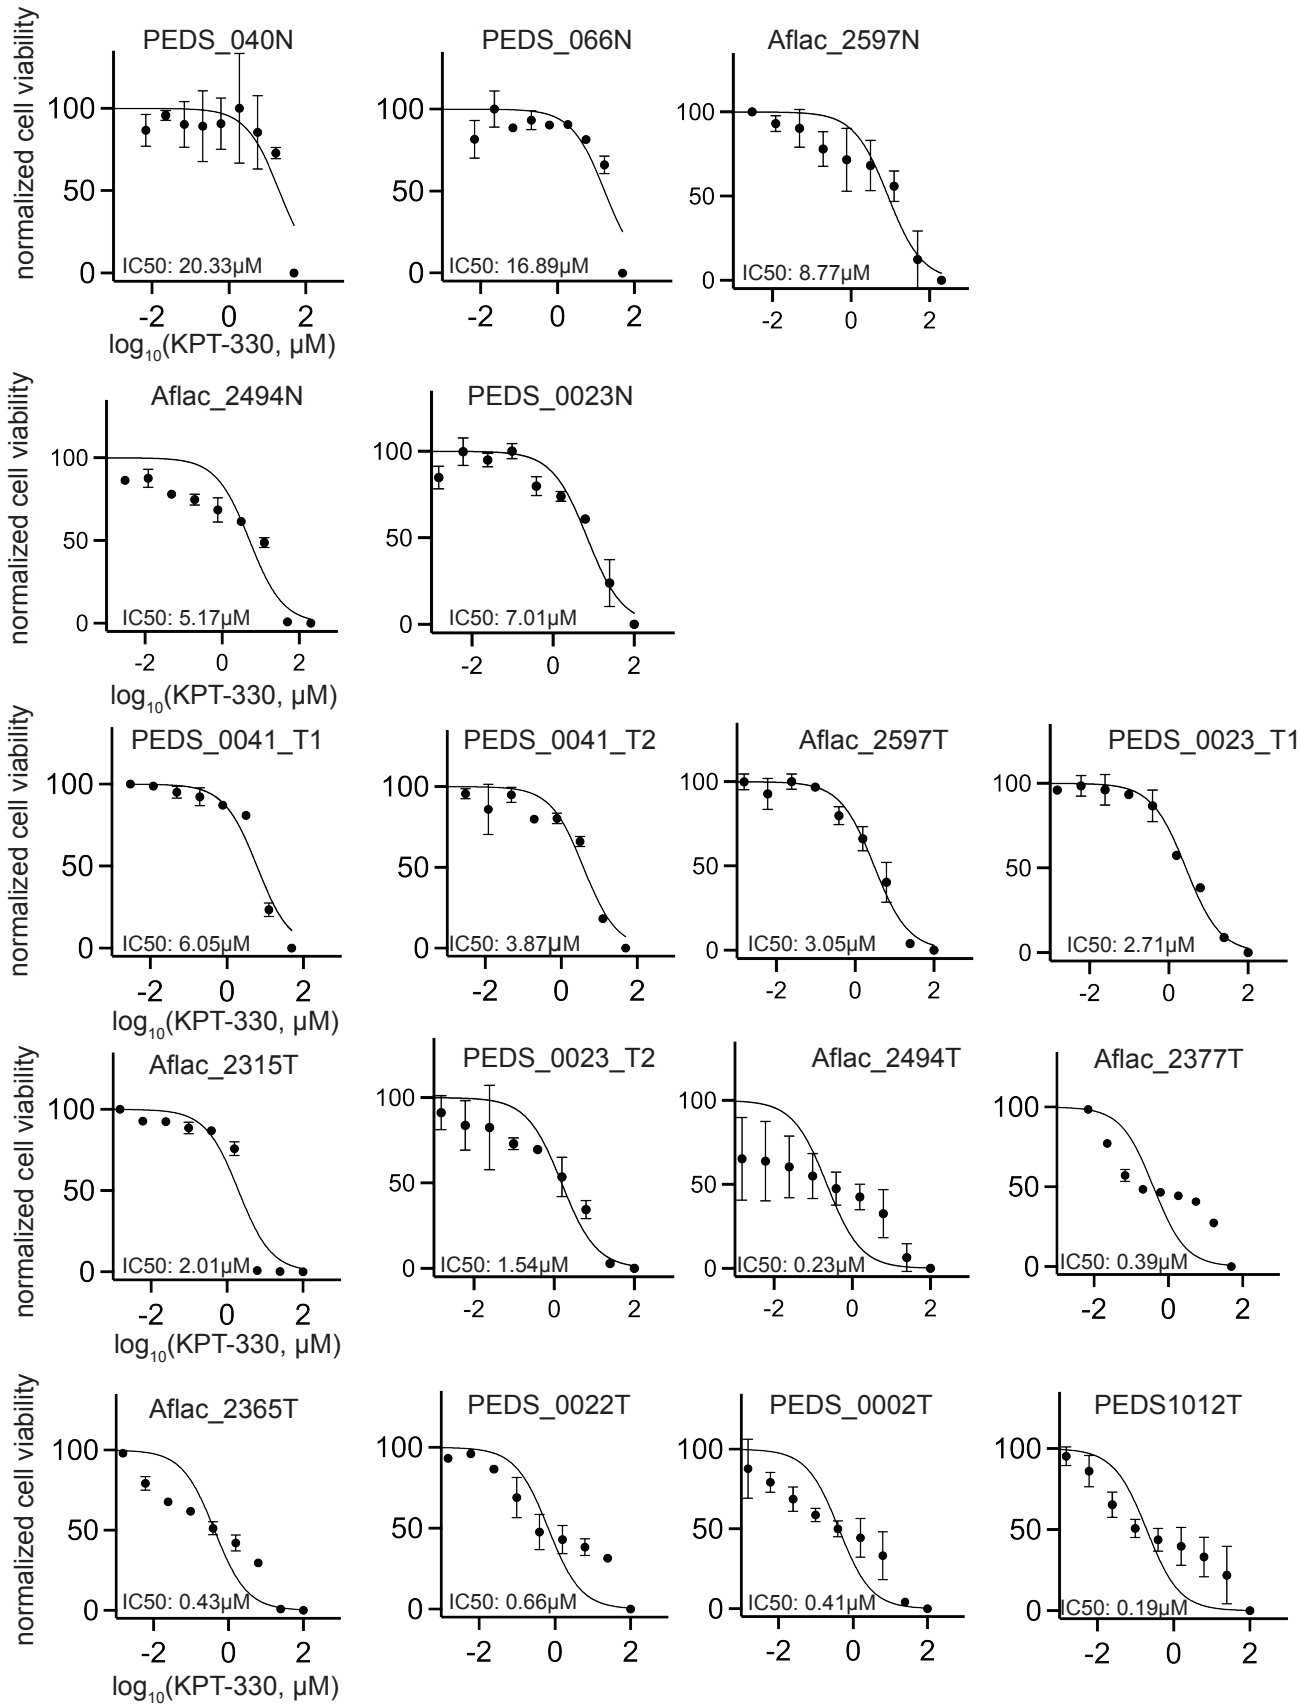 PEDS_040N
PEDS_066N
Aflac_2597N
normalized cell viability
100
50
0
IC50: 20.33µM
-2 0 2
log10(KPT-330, µM)
100
50
0
IC50: 16.89µM
-2 0 2
100
50
0
IC50: 8.77µM
-2 0 2
Aflac_2494N
PEDS_0023N
normalized cell viability
100
50
0
IC50: 5.17µM
-2 0 2
log10(KPT-330, µM)
100
50
0
IC50: 7.01µM
-2 0 2
PEDS_0041_T1
PEDS_0041_T2
Aflac_2597T
PEDS_0023_T1
normalized cell viability
100
50
0
IC50: 6.05µM
-2 0 2
log10(KPT-330, µM)
100
50
0
IC50: 3.87µM
-2 0 2
100
50
0
IC50: 3.05µM
-2 0 2
100
50
0
IC50: 2.71µM
-2 0 2
Aflac_2315T
PEDS_0023_T2
Aflac_2494T
Aflac_2377T
normalized cell viability
100
50
0
IC50: 2.01µM
-2 0 2
log10(KPT-330, µM)
100
50
0
IC50: 1.54µM
-2 0 2
100
50
0
IC50: 0.23µM
-2 0 2
100
50
0
IC50: 0.39µM
-2 0 2
Aflac_2365T
PEDS_0022T
PEDS_0002T
PEDS1012T
normalized cell viability
100
50
0
IC50: 0.43µM
-2 0 2
log10(KPT-330, µM)
100
50
0
IC50: 0.66µM
-2 0 2
100
50
0
IC50: 0.41µM
-2 0 2
100
50
0
IC50: 0.19µM
-2 0 2